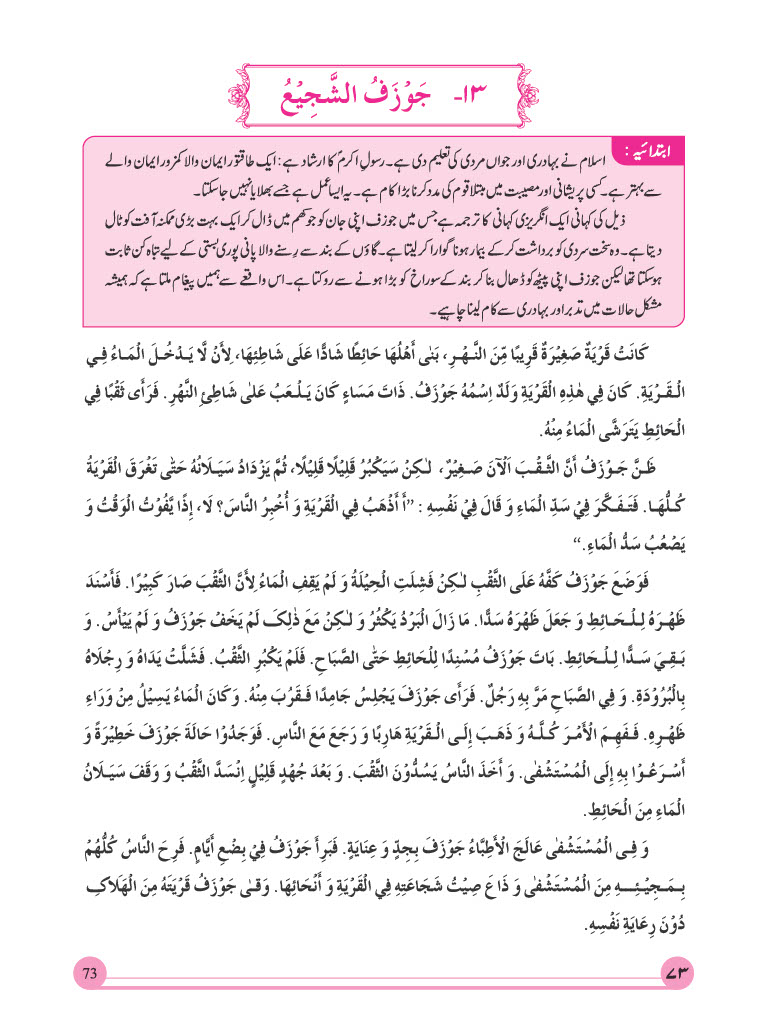 ۱۳- جَوْزَفُ الشَّجِيْعُ
ابتدائیہ :
اسلام نے بہادری اور جواں مردی کی تعلیم دی ہے۔ رسولِ اکرمؐ کا ارشاد ہے: ایک طاقتور ایمان والا کمزور ایمان والے
سے بہتر ہے۔ کسی پریشانی اور مصیبت میں مبتلا قوم کی مدد کرنا بڑا کام ہے۔ یہ ایسا عمل ہے جسے بھلایا نہیں جا سکتا۔
ذیل کی کہانی ایک انگریزی کہانی کا ترجمہ ہے جس میں جوزف اپنی جان کو جوکھم میں ڈال کر ایک بہت بڑی ممکنہ آفت کو ٹال
دیتا ہے۔ وہ سخت سردی کو برداشت کر کے بیمار ہونا گوارا کر لیتا ہے۔ گاؤں کے بند سے رِسنے والا پانی پوری بستی کے لیے تباہ کن ثابت
ہوسکتا تھا لیکن جوزف اپنی پیٹھ کو ڈھال بنا کر بند کے سوراخ کو بڑا ہونے سے روکتا ہے۔ اس واقعے سے ہمیں پیغام ملتا ہے کہ ہمیشہ
مشکل حالات میں تدبر اور بہادری سے کام لینا چاہیے۔
كَانَتْ قَرْيَةٌ صَغِيْرَةٌ قَرِيبًا مِّنَ النَّهْرِ، بَنٰى أَهْلُهَا حَائِطًا شَادًّا عَلٰى شَاطِئِهَا، لِأَنْ لَّا يَدْخُلَ الْمَاءُ فِي
الْقَرْيَةِ. كَانَ فِي هٰذِهِ الْقَرْيَةِ وَلَدٌ اِسْمُهُ جَوْزَفُ. ذَاتَ مَسَاءٍ كَانَ يَلْعَبُ عَلٰى شَاطِئِ النَّهْرِ. فَرَأٰى ثَقْبًا فِي
الْحَائِطِ يَتَرَشّٰى الْمَاءُ مِنْهُ.
ظَنَّ جَوْزَفُ أَنَّ الثَّقْبَ اَلْآنَ صَغِيْرٌ، لٰكِنْ سَيَكْبُرُ قَلِيْلًا قَلِيْلًا، ثُمَّ يَزْدَادُ سَيَلَانُهُ حَتّٰى تَغْرَقَ الْقَرْيَةُ
كُلُّهَا. فَتَفَكَّرَ فِيْ سَدِّ الْمَاءِ وَ قَالَ فِيْ نَفْسِهِ : ”أَ أَذْهَبُ فِي الْقَرْيَةِ وَ أُخْبِرُ النَّاسَ؟ لَا، إِذًا يَّفُوْتُ الْوَقْتُ وَ
يَصْعُبُ سَدُّ الْمَاءِ.“
فَوَضَعَ جَوْزَفُ كَفَّهُ عَلَى الثَّقْبِ لٰكِنْ فَشِلَتِ الْحِيْلَةُ وَ لَمْ يَقِفِ الْمَاءُ لِأَنَّ الثَّقْبَ صَارَ كَبِيْرًا. فَأَسْنَدَ
ظَهْرَهُ لِلْحَائِطِ وَ جَعَلَ ظَهْرَهُ سَدًّا. مَا زَالَ الْبَرْدُ يَكْثُرُ وَ لٰكِنْ مَعَ ذٰلِكَ لَمْ يَخَفْ جَوْزَفُ وَ لَمْ يَيْأَسْ. وَ
بَقِيَ سَدًّا لِلْحَائِطِ. بَاتَ جَوْزَفُ مُسْنِدًا لِلْحَائِطِ حَتَّى الصَّبَاحِ. فَلَمْ يَكْبُرِ الثَّقْبُ. فَشَلَّتْ يَدَاهُ وَ رِجْلَاهُ
بِالْبُرُوْدَةِ. وَ فِي الصَّبَاحِ مَرَّ بِهِ رَجُلٌ. فَرَأٰى جَوْزَفَ يَجْلِسُ جَامِدًا فَقَرُبَ مِنْهُ. وَكَانَ الْمَاءُ يَسِيْلُ مِنْ وَرَاءِ
ظَهْرِهِ. فَفَهِمَ الْأَمْرَ كُلَّهُ وَ ذَهَبَ إِلَى الْقَرْيَةِ هَارِبًا وَ رَجَعَ مَعَ النَّاسِ. فَوَجَدُوْا حَالَةَ جَوْزَفَ خَطِيْرَةً وَ
أَسْرَعُوْا بِهِ إِلَى الْمُسْتَشْفٰى. وَ أَخَذَ النَّاسُ يَسُدُّوْنَ الثَّقْبَ. وَ بَعْدَ جُهْدٍ قَلِيْلٍ اِنْسَدَّ الثَّقْبُ وَ وَقَفَ سَيَلَانُ
الْمَاءِ مِنَ الْحَائِطِ.
وَ فِي الْمُسْتَشْفٰى عَالَجَ الْأَطِبَّاءُ جَوْزَفَ بِجِدٍّ وَ عِنَايَةٍ. فَبَرِأَ جَوْزَفُ فِيْ بِضْعِ أَيَّامٍ. فَرِحَ النَّاسُ كُلُّهُمْ
بِمَجِيْئِهِ مِنَ الْمُسْتَشْفٰى وَ ذَاعَ صِيْتُ شَجَاعَتِهِ فِي الْقَرْيَةِ وَ أَنْحَائِهَا. وَقٰى جَوْزَفُ قَرْيَتَهُ مِنَ الْهَلَاكِ
دُوْنَ رِعَايَةِ نَفْسِهِ.
73
۷۳